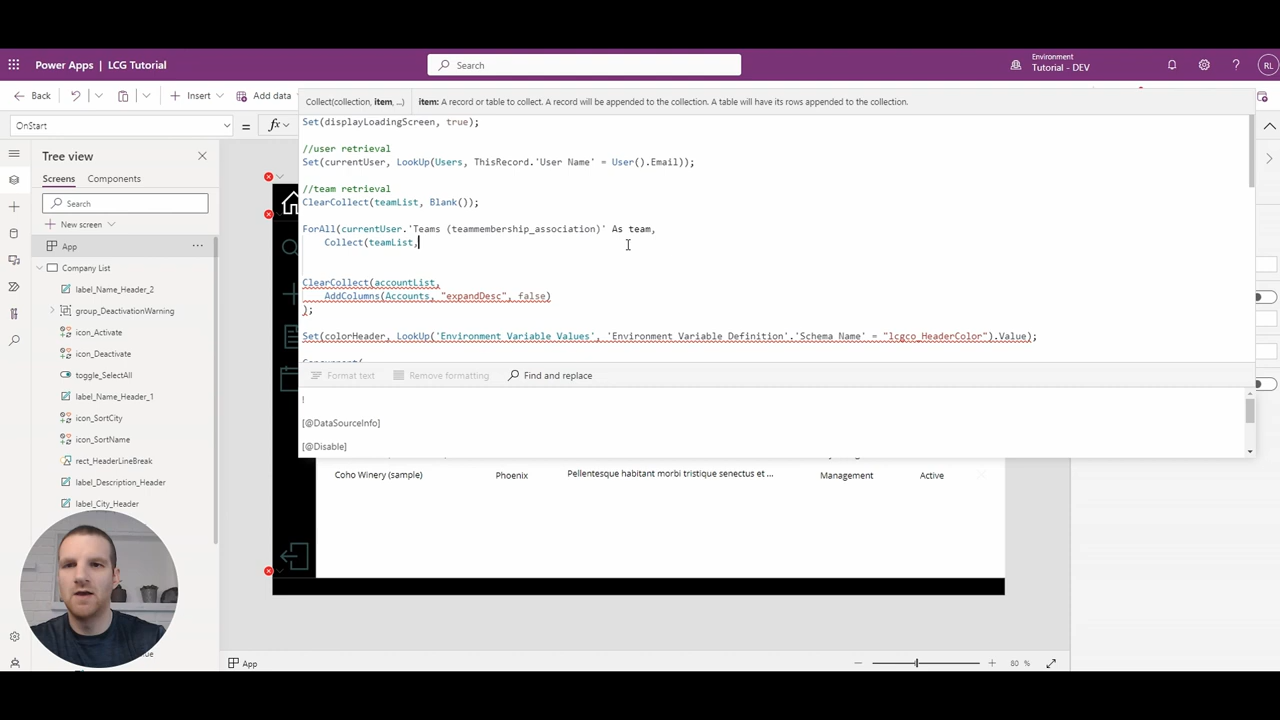 Power Apps | LCG Tutorial
Search
Environment
Tutorial - DEV
RL
Back
Insert
Add data
Collect(collection, item, ...)
item: A record or table to collect. A record will be appended to the collection. A table will have its rows appended to the collection.
OnStart
=
fx
Set(displayLoadingScreen, true);
//user retrieval
Set(currentUser, LookUp(Users, ThisRecord.'User Name' = User().Email));
//team retrieval
ClearCollect(teamList, Blank());
ForAll(currentUser.'Teams (teammembership_association)' As team,
Collect(teamList,
ClearCollect(accountList,
AddColumns(Accounts, "expandDesc", false)
);
Set(colorHeader, LookUp('Environment Variable Values', 'Environment Variable Definition'.'Schema Name' = "lcgco_HeaderColor").Value);
Concurrent(
Format text
Remove formatting
Find and replace
!
[@DataSourceInfo]
[@Disable]
Tree view
Screens
Components
Search
New screen
App
Company List
label_Name_Header_2
group_DeactivationWarning
icon_Activate
icon_Deactivate
toggle_SelectAll
label_Name_Header_1
icon_SortCity
icon_SortName
rect_HeaderLineBreak
label_Description_Header
label_City_Header
Coho Winery (sample)
Phoenix
Pellentesque habitant morbi tristique senectus et ...
Management
Active
App
80 %